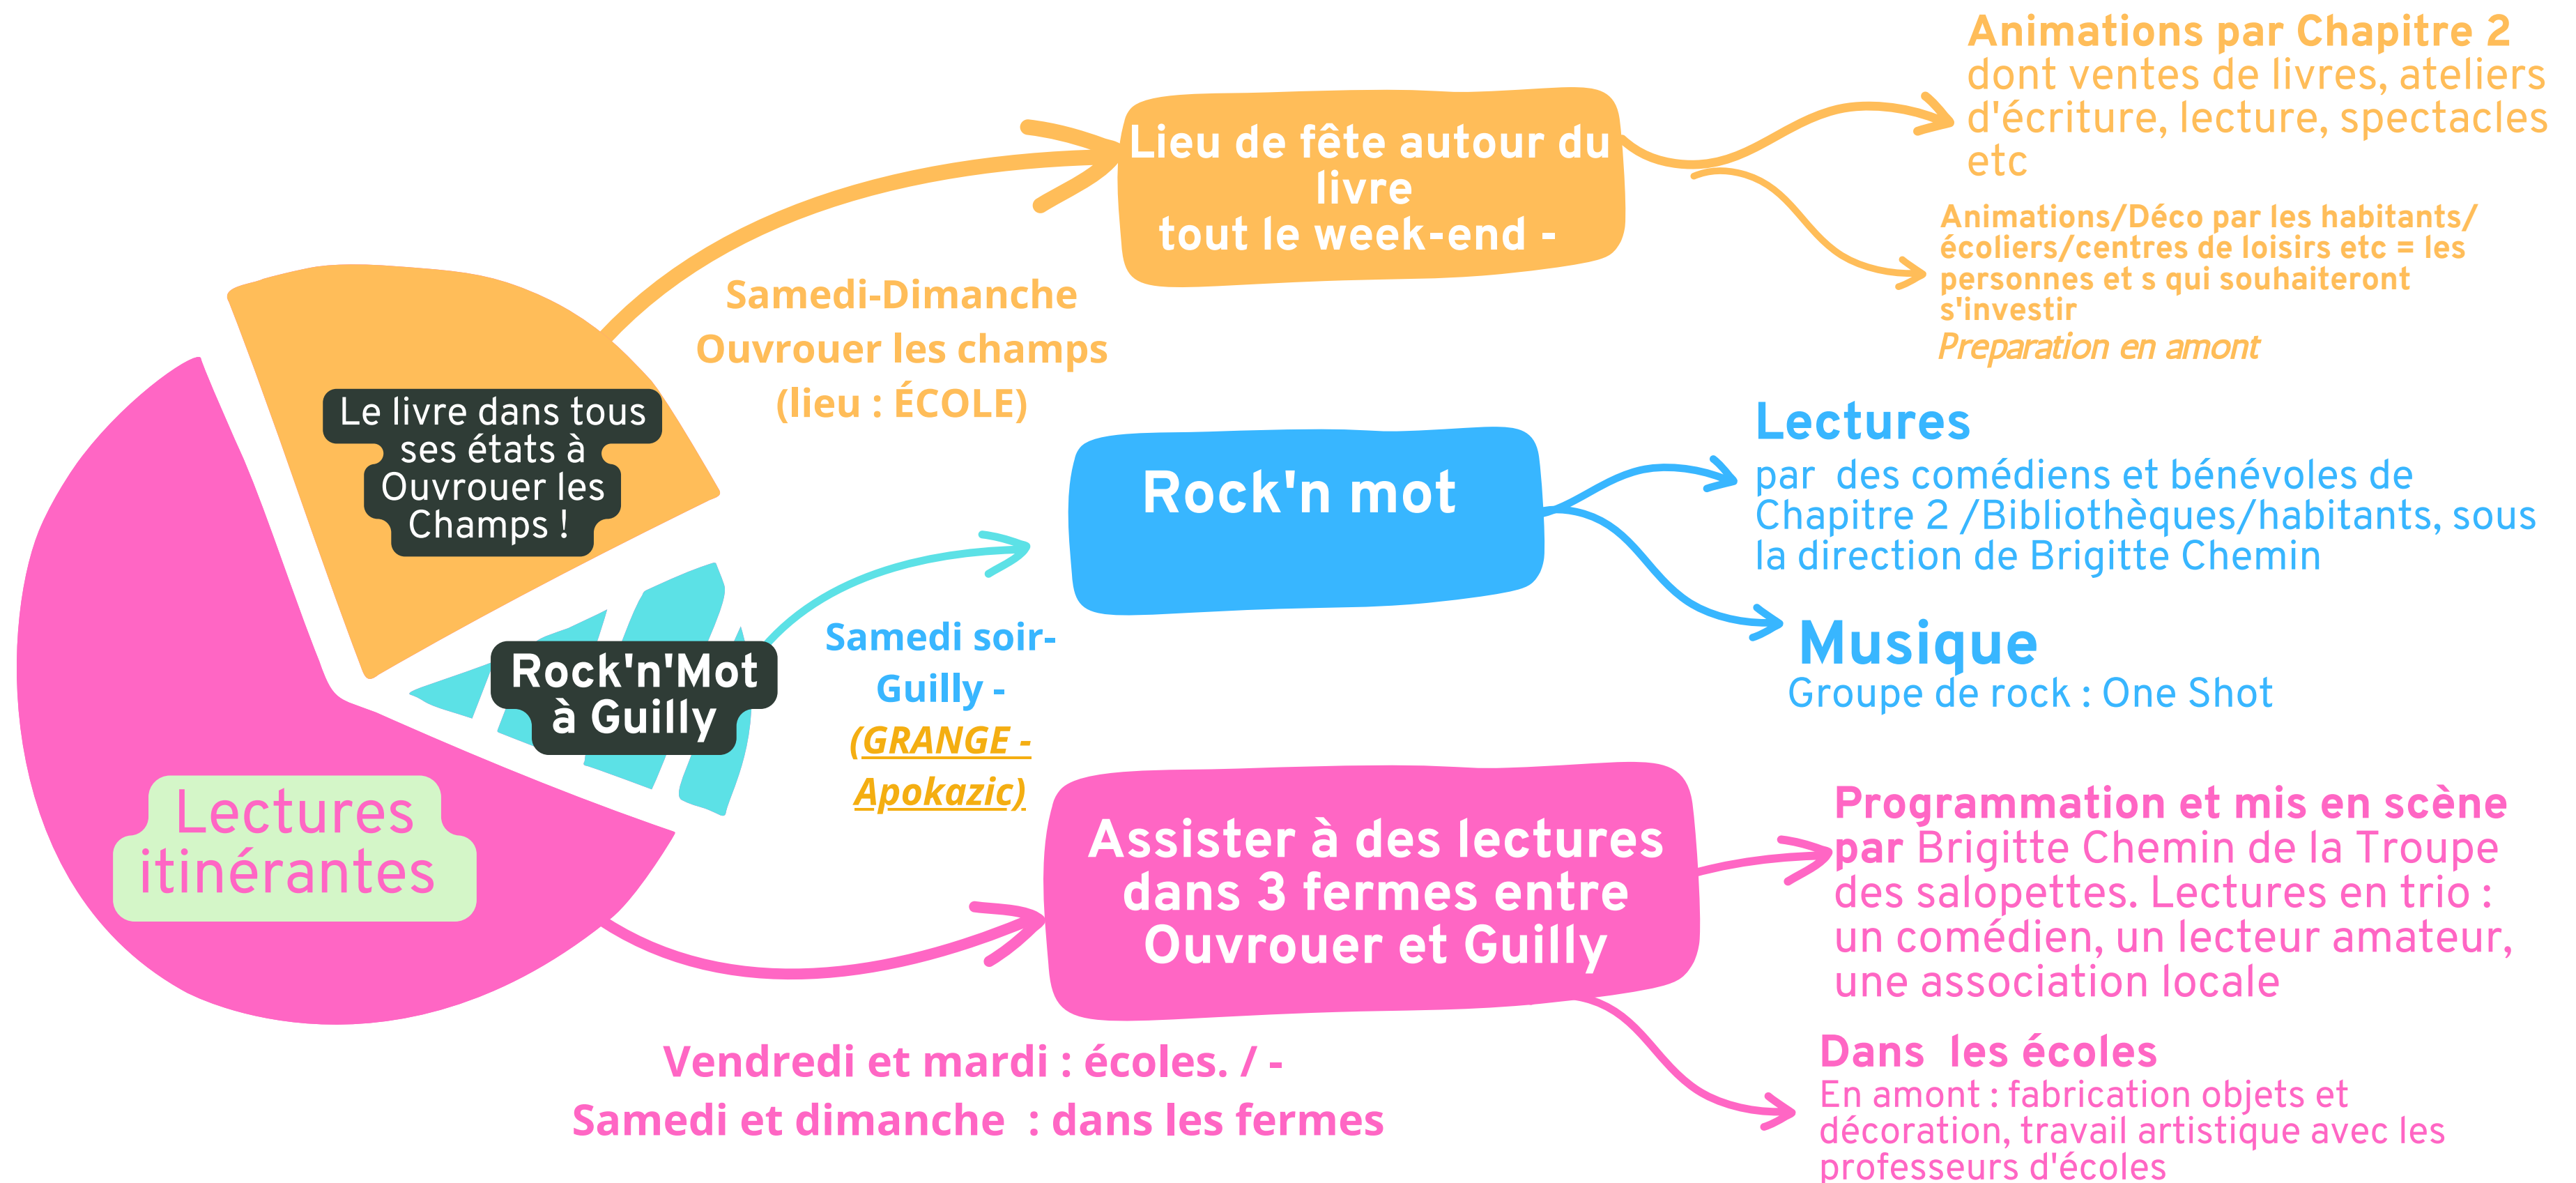 Animations par Chapitre 2
dont ventes de livres, ateliers
d'écriture, lecture, spectacles
etc
Lieu de fête autour du
livre
tout le week-end -
Animations/Déco par les habitants/
écoliers/centres de loisirs etc = les
personnes et s qui souhaiteront
s'investir
Preparation en amont
Samedi-Dimanche
Ouvrouer les champs
(lieu : ÉCOLE)
Le livre dans tous
ses états à
Ouvrouer les
Champs !
Rock'n mot
Lectures
par des comédiens et bénévoles de
Chapitre 2 /Bibliothèques/habitants, sous
la direction de Brigitte Chemin
Musique
Groupe de rock : One Shot
Rock'n'Mot
à Guilly
Samedi soir-
Guilly -
(GRANGE -
Apokazic)
Lectures
itinérantes
Assister à des lectures
dans 3 fermes entre
Ouvrouer et Guilly
Programmation et mis en scène
par Brigitte Chemin de la Troupe
des salopettes. Lectures en trio :
un comédien, un lecteur amateur,
une association locale
Vendredi et mardi : écoles. / -
Samedi et dimanche : dans les fermes
Dans les écoles
En amont : fabrication objets et
décoration, travail artistique avec les
professeurs d'écoles